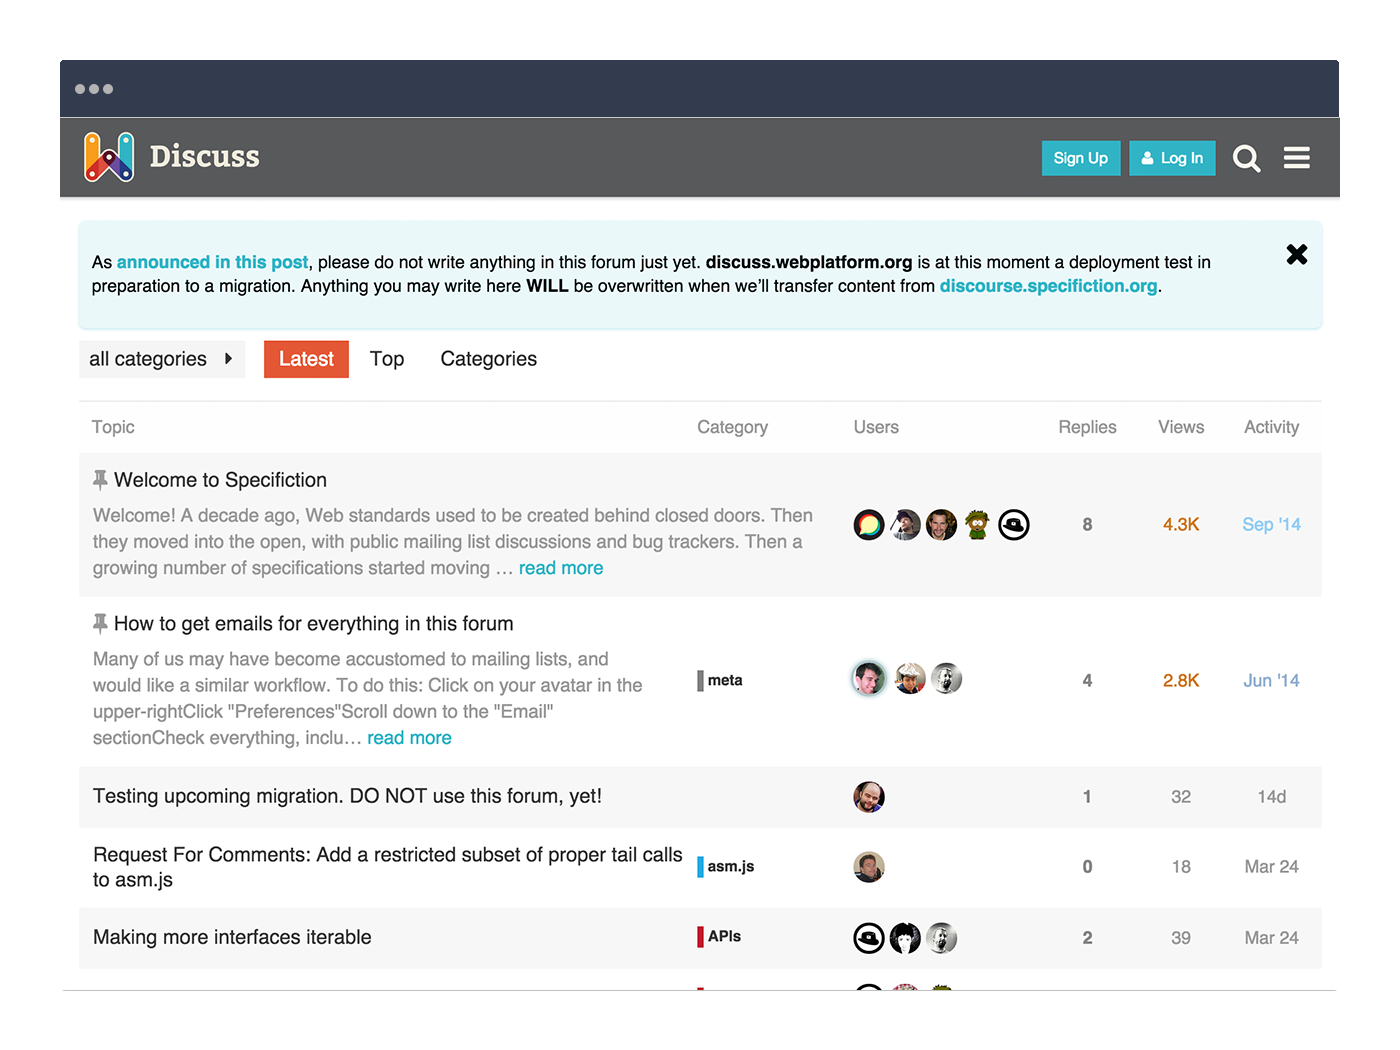 Discuss
Sign Up
Log In
As announced in this post, please do not write anything in this forum just yet. discuss.webplatform.org is at this moment a deployment test in
preparation to a migration. Anything you may write here WILL be overwritten when we’ll transfer content from discourse.specifiction.org.
all categories
Latest
Top
Categories
Topic
Category
Users
Replies
Views
Activity
Welcome to Specifiction
Welcome! A decade ago, Web standards used to be created behind closed doors. Then
they moved into the open, with public mailing list discussions and bug trackers. Then a
growing number of specifications started moving … read more
8
4.3K
Sep '14
How to get emails for everything in this forum
Many of us may have become accustomed to mailing lists, and
would like a similar workflow. To do this: Click on your avatar in the
upper-rightClick "Preferences"Scroll down to the "Email"
sectionCheck everything, inclu… read more
meta
4
2.8K
Jun '14
Testing upcoming migration. DO NOT use this forum, yet!
1
32
14d
Request For Comments: Add a restricted subset of proper tail calls
to asm.js
asm.js
0
18
Mar 24
Making more interfaces iterable
APIs
2
39
Mar 24